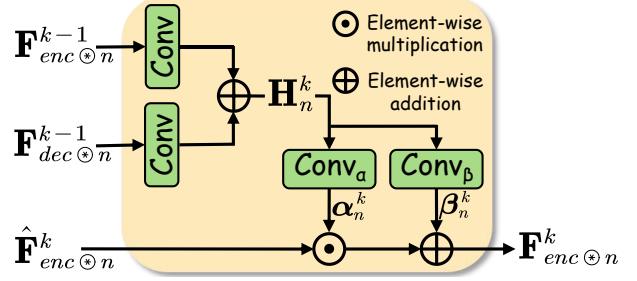 𝐅^{k-1}_{enc⊛n}
Conv
⊙ Element-wise
multiplication
⊕ Element-wise
addition
𝐇^k_n
𝐅^{k-1}_{dec⊛n}
Conv
Conv_α
Conv_β
𝜶^k_n
𝜷^k_n
𝐅̂^k_{enc⊛n}
𝐅^k_{enc⊛n}